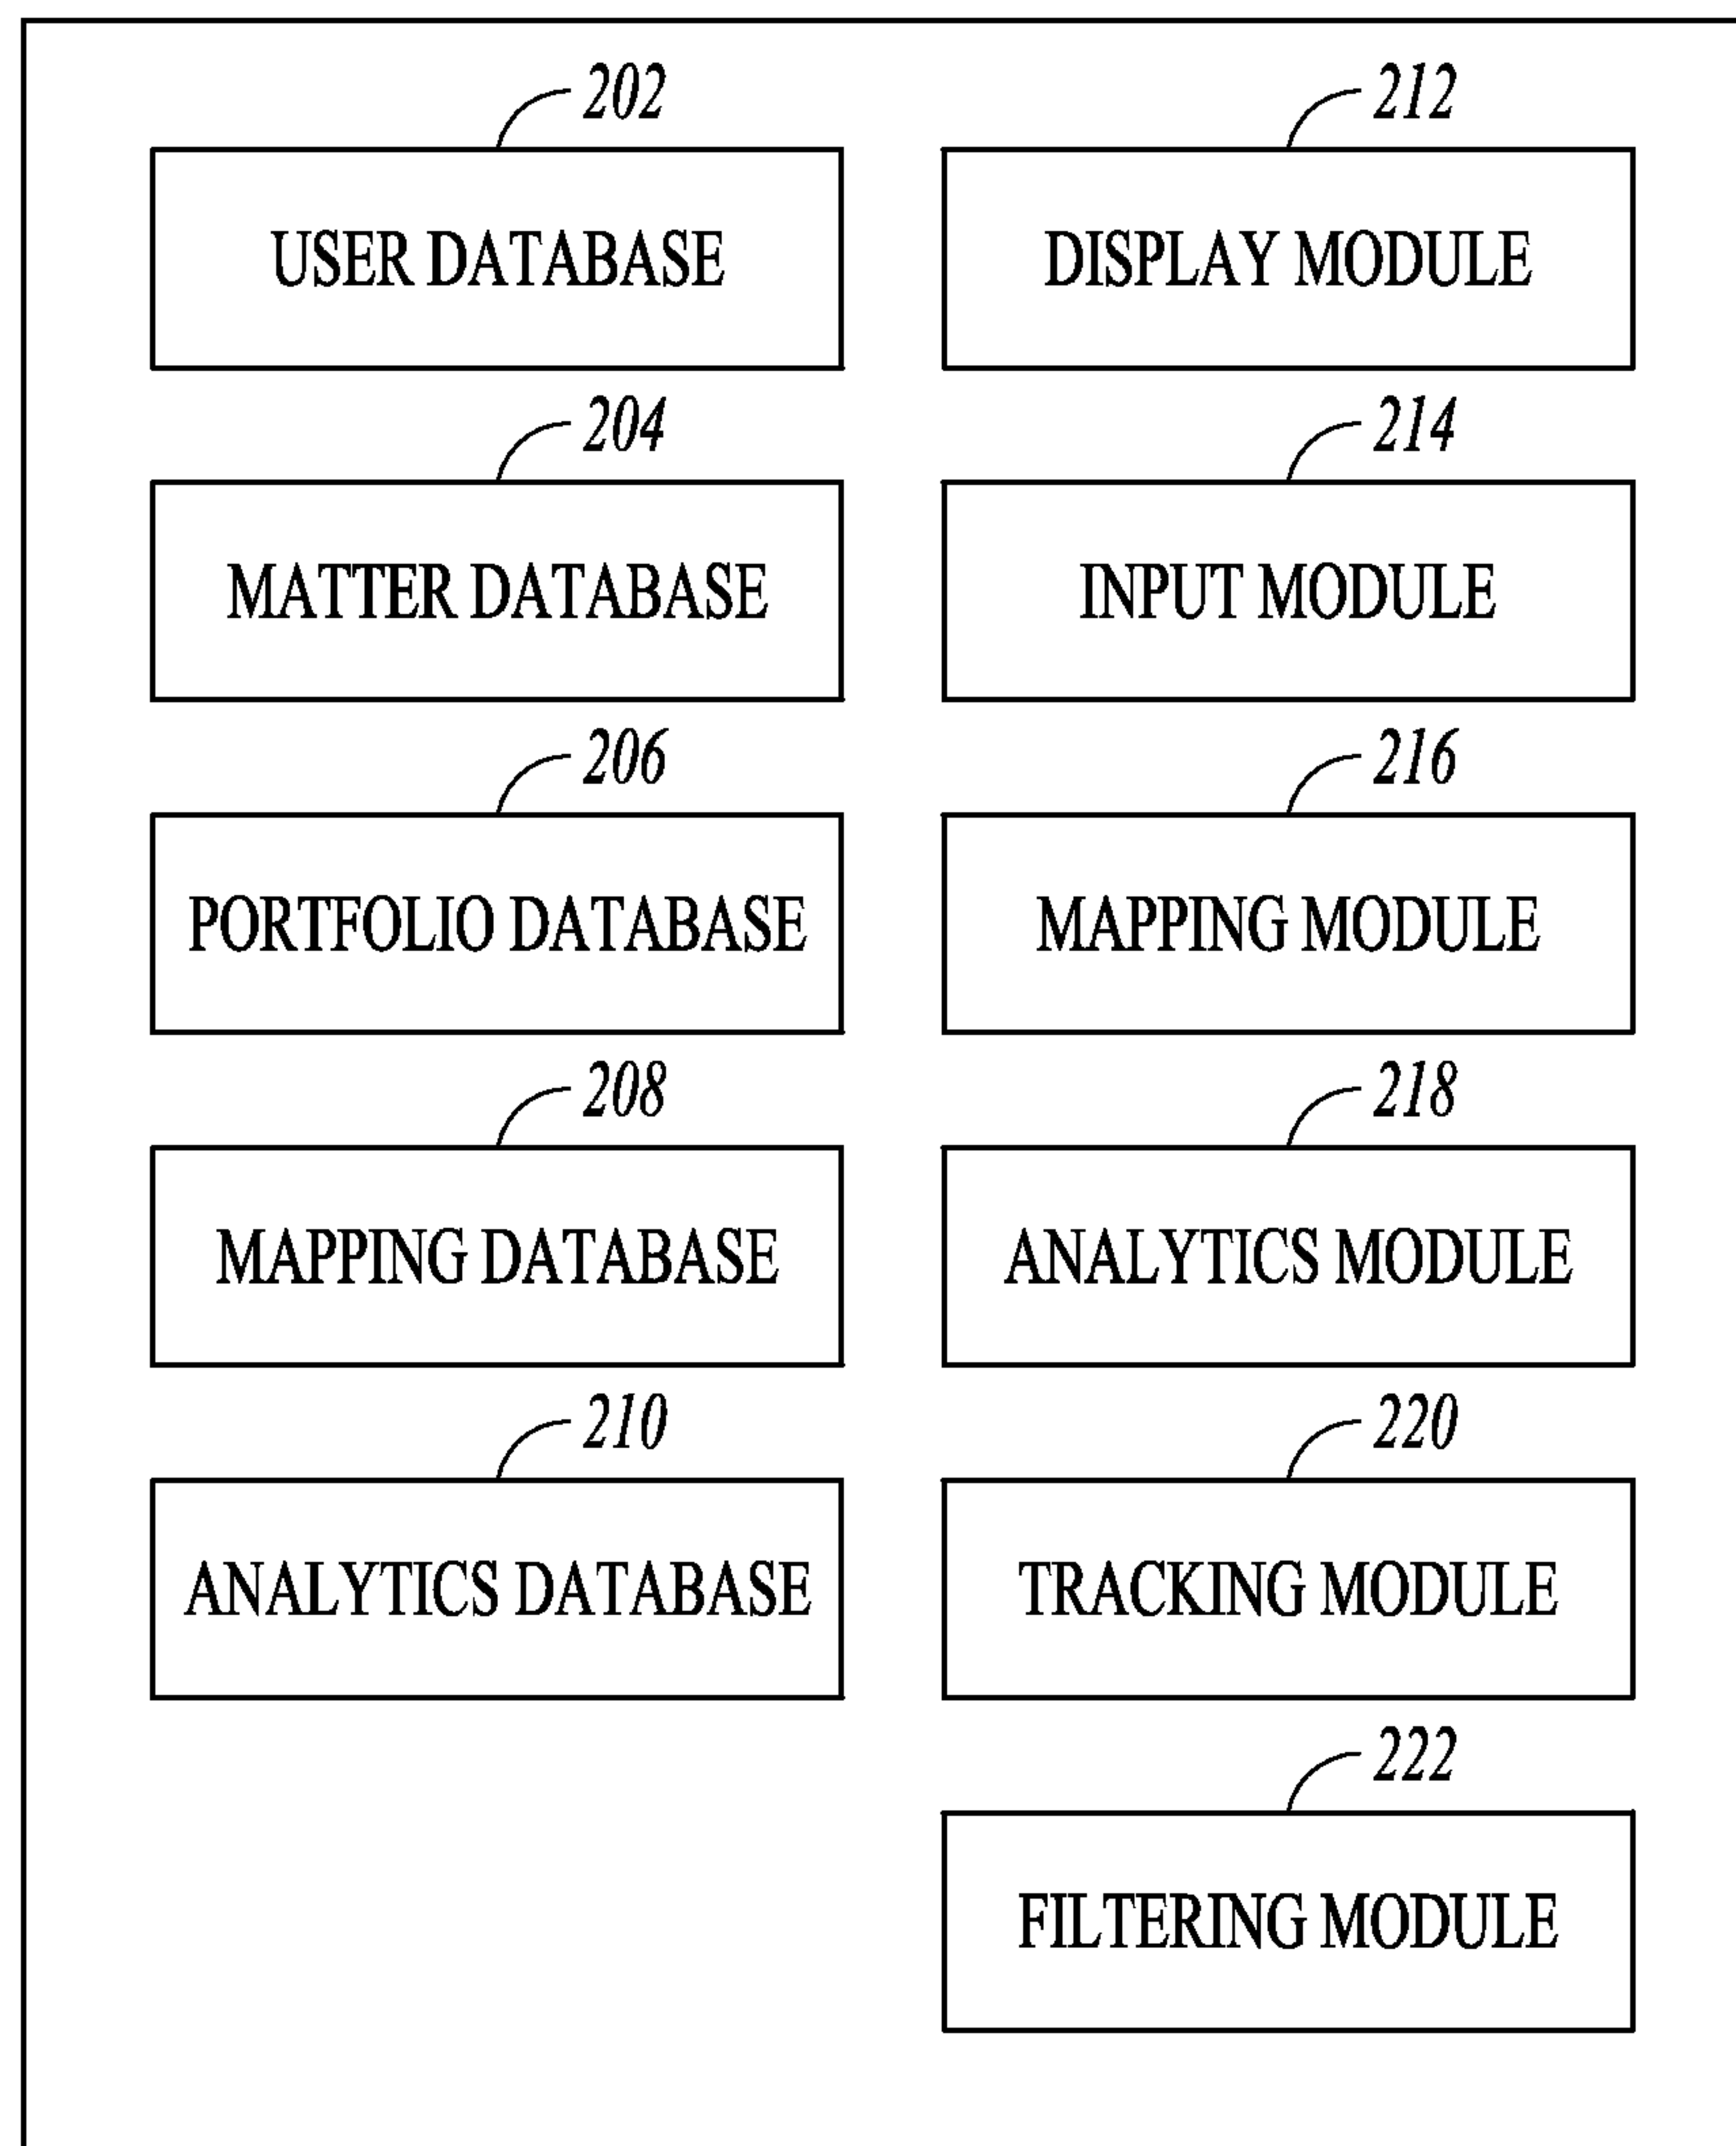 202
USER DATABASE
204
MATTER DATABASE
206
PORTFOLIO DATABASE
208
MAPPING DATABASE
210
ANALYTICS DATABASE
212
DISPLAY MODULE
214
INPUT MODULE
216
MAPPING MODULE
218
ANALYTICS MODULE
220
TRACKING MODULE
222
FILTERING MODULE